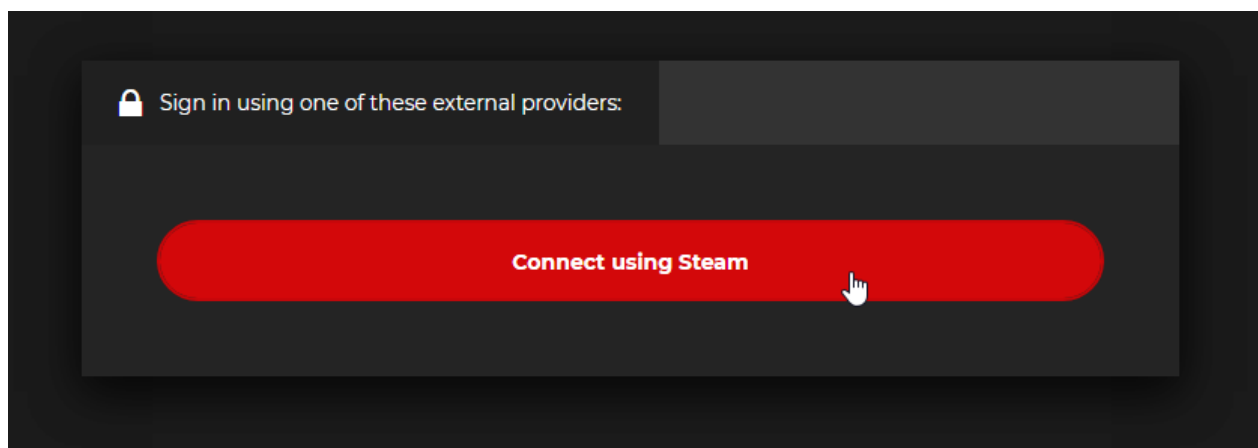 Sign in using one of these external providers:
Connect using Steam